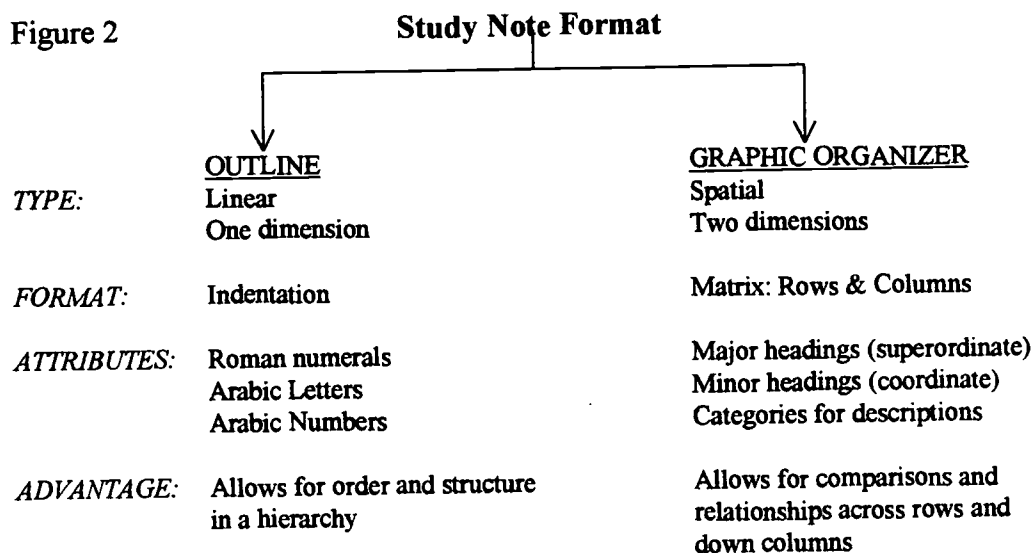 Figure 2
Study Note Format
OUTLINE GRAPHIC ORGANIZER
TYPE: Linear Spatial
One dimension Two dimensions
FORMAT: Indentation Matrix: Rows & Columns
ATTRIBUTES: Roman numerals Major headings (superordinate)
Arabic Letters Minor headings (coordinate)
Arabic Numbers Categories for descriptions
ADVANTAGE: Allows for order and structure Allows for comparisons and
in a hierarchy relationships across rows and
down columns